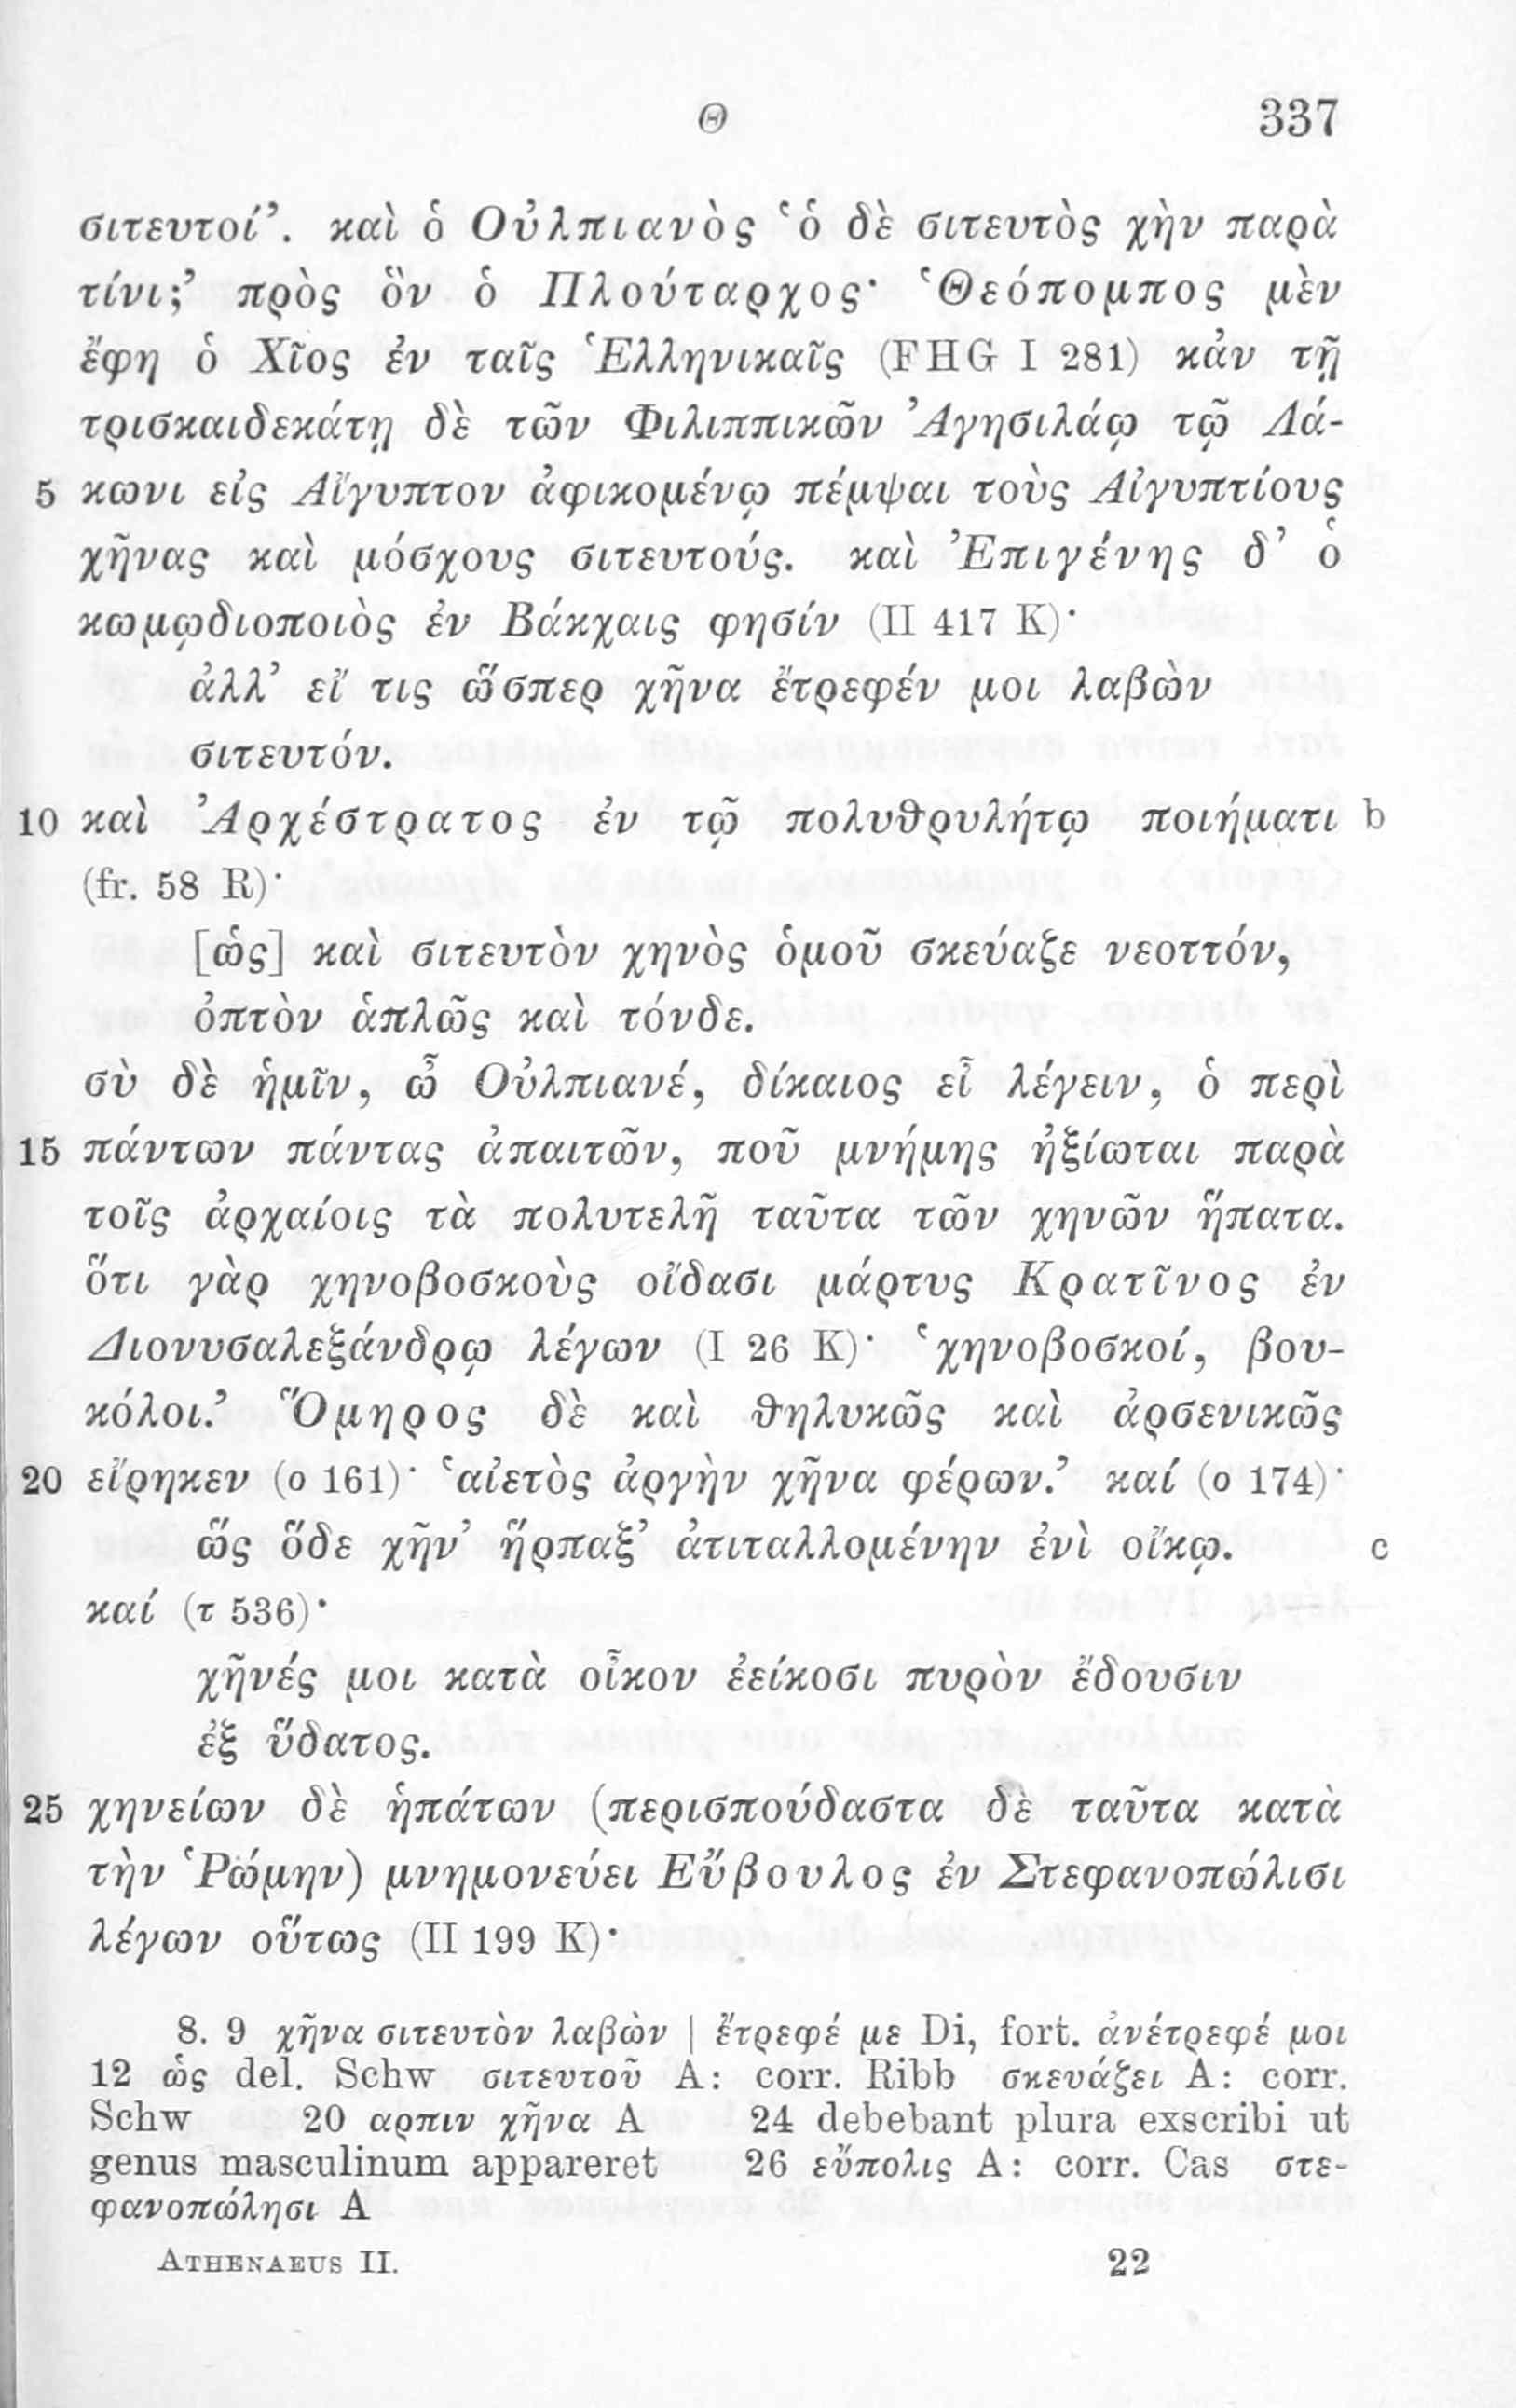 Θ 337
σιτευτοί’. καὶ ὁ Οὐλπιανὸς ‘ὁ δὲ σιτευτὸς χὴν παρὰ
τίνι;’ πρὸς ὃν ὁ Πλούταρχος· ‘Θεόπομπος μὲν
ἔφη ὁ Χῖος ἐν ταῖς Ἑλληνικαῖς (FHG I 281) κἀν τῇ
τρισκαιδεκάτῃ δὲ τῶν Φιλιππικῶν Ἀγησιλάῳ τῷ Λά-
5 κωνι εἰς Αἴγυπτον ἀφικομένῳ πέμψαι τοὺς Αἰγυπτίους
χῆνας καὶ μόσχους σιτευτούς. καὶ Ἐπιγένης δ’ ὁ
κωμῳδιοποιὸς ἐν Βάκχαις φησίν (II 417 K)·
ἀλλ’ εἴ τις ὥσπερ χῆνα ἔτρεφέν μοι λαβὼν
σιτευτόν.
10 καὶ Ἀρχέστρατος ἐν τῷ πολυθρυλήτῳ ποιήματι b
(fr. 58 R)·
[ὡς] καὶ σιτευτὸν χηνὸς ὁμοῦ σκεύαζε νεοττόν,
ὀπτὸν ἁπλῶς καὶ τόνδε.
σὺ δὲ ἡμῖν, ὦ Οὐλπιανέ, δίκαιος εἶ λέγειν, ὁ περὶ
15 πάντων πάντας ἀπαιτῶν, ποῦ μνήμης ἠξίωται παρὰ
τοῖς ἀρχαίοις τὰ πολυτελῆ ταῦτα τῶν χηνῶν ἥπατα.
ὅτι γὰρ χηνοβοσκοὺς οἴδασι μάρτυς Κρατῖνος ἐν
Διονυσαλεξάνδρῳ λέγων (I 26 K)· ‘χηνοβοσκοί, βου-
κόλοι.’ Ὅμηρος δὲ καὶ θηλυκῶς καὶ ἀρσενικῶς
20 εἴρηκεν (ο 161)· ‘αἰετὸς ἀργὴν χῆνα φέρων.’ καί (ο 174)·
ὥς ὅδε χῆν’ ἥρπαξ’ ἀτιταλλομένην ἐνὶ οἴκῳ. c
καί (τ 536)·
χῆνές μοι κατὰ οἶκον ἐείκοσι πυρὸν ἔδουσιν
ἐξ ὕδατος.
25 χηνείων δὲ ἡπάτων (περισπούδαστα δὲ ταῦτα κατὰ
τὴν Ῥώμην) μνημονεύει Εὔβουλος ἐν Στεφανοπώλισι
λέγων οὕτως (II 199 K)·
8. 9 χῆνα σιτευτὸν λαβὼν | ἔτρεφέ με Di, fort. ἀνέτρεφέ μοι
12 ὡς del. Schw σιτευτοῦ A: corr. Ribb σκευάζει A: corr.
Schw 20 αρπιν χῆνα A 24 debebant plura exscribi ut
genus masculinum appareret 26 εὔπολις A: corr. Cas στε-
φανοπώλησι A
ATHENAEUS II. 22